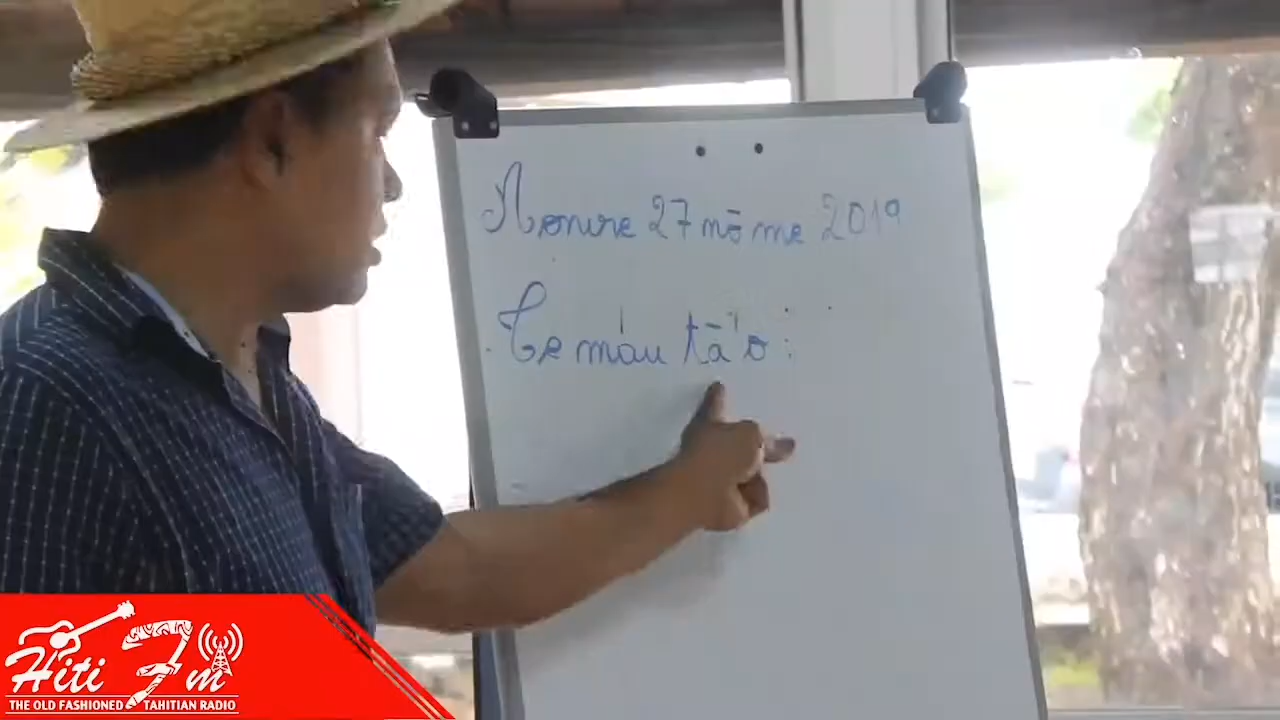 Monire 27 nō me 2019
Te māu tā'o :
Hiti Fm
THE OLD FASHIONED TAHITIAN RADIO